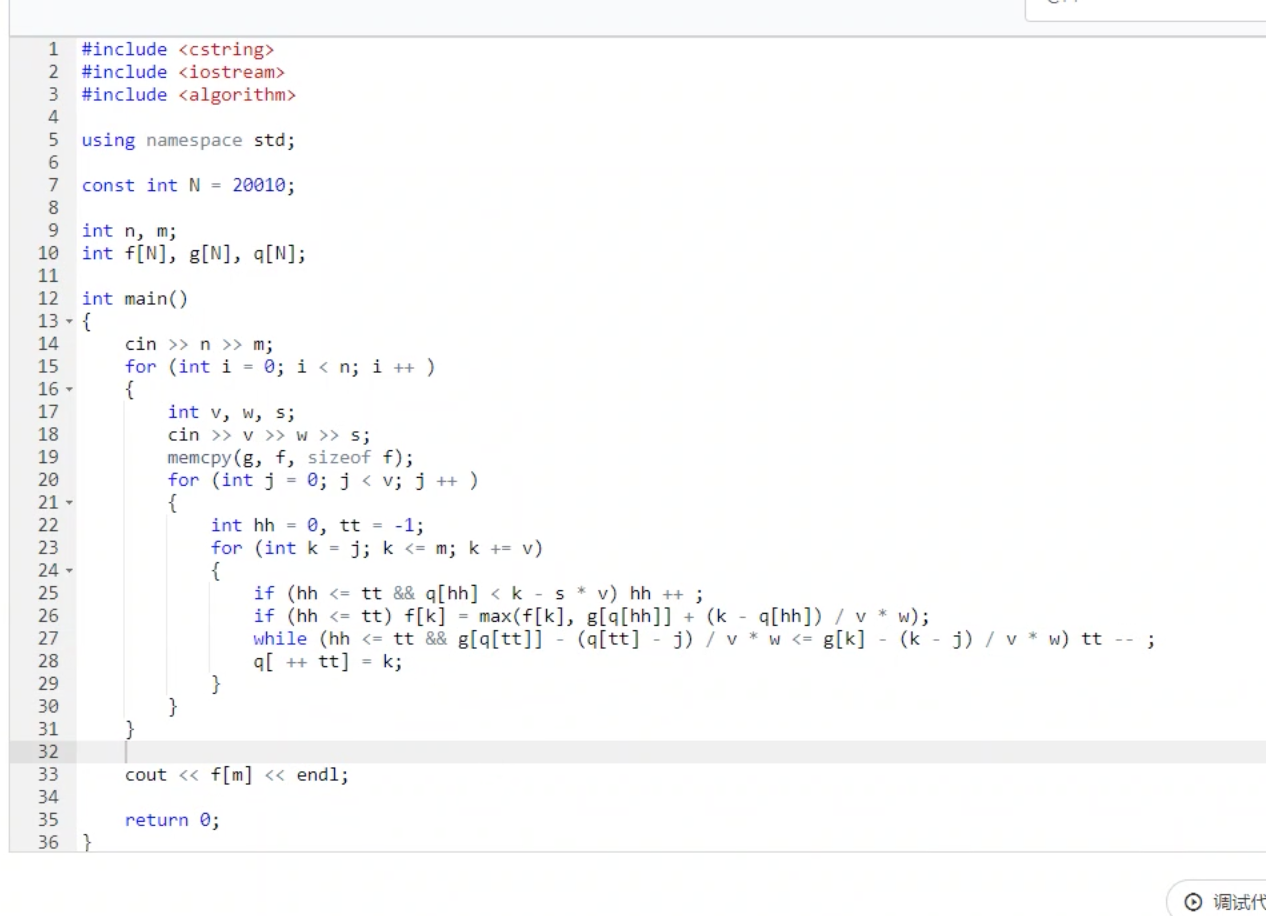 1 #include <cstring>
2 #include <iostream>
3 #include <algorithm>
4
5 using namespace std;
6
7 const int N = 20010;
8
9 int n, m;
10 int f[N], g[N], q[N];
11
12 int main()
13 {
14     cin >> n >> m;
15     for (int i = 0; i < n; i ++ )
16     {
17         int v, w, s;
18         cin >> v >> w >> s;
19         memcpy(g, f, sizeof f);
20         for (int j = 0; j < v; j ++ )
21         {
22             int hh = 0, tt = -1;
23             for (int k = j; k <= m; k += v)
24             {
25                 if (hh <= tt && q[hh] < k - s * v) hh ++ ;
26                 if (hh <= tt) f[k] = max(f[k], g[q[hh]] + (k - q[hh]) / v * w);
27                 while (hh <= tt && g[q[tt]] - (q[tt] - j) / v * w <= g[k] - (k - j) / v * w) tt -- ;
28                 q[ ++ tt] = k;
29             }
30         }
31     }
32
33     cout << f[m] << endl;
34
35     return 0;
36 }
调试代